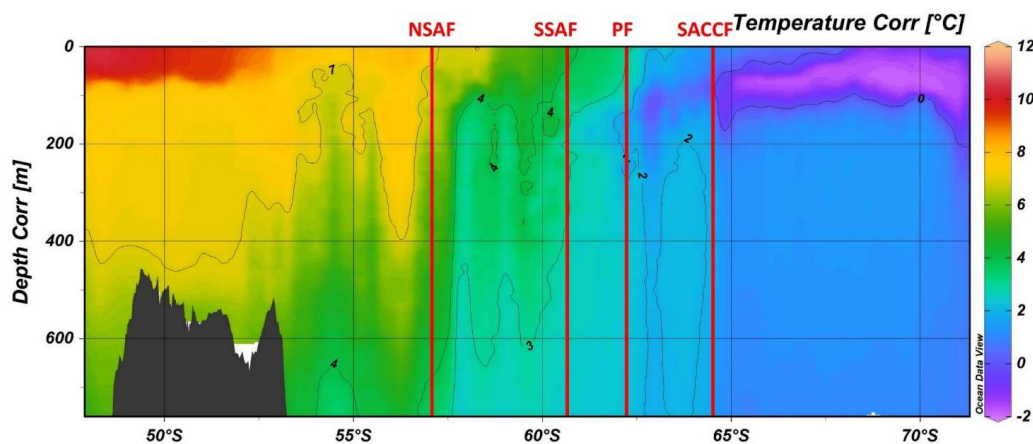 NSAF SSAF PF SACCF Temperature Corr [°C]
0 12
200 10
400 8
600 6
Depth Corr [m] 4
2
0
-2
7 4 4 4 2 2 0 3 4
Ocean Data View
50°S 55°S 60°S 65°S 70°S